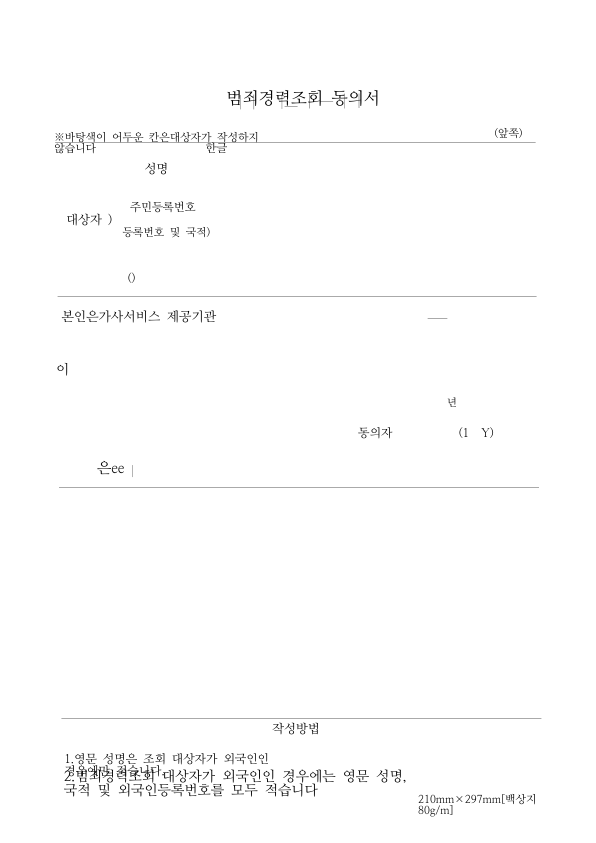 범죄경력조회 동의서
(앞쪽)
※바탕색이 어두운 칸은대상자가 작성하지
않습니다 한글
성명
주민등록번호
대상자 )
등록번호 및 국적)
()
본인은가사서비스 제공기관
이
년
동의자 (1 Y)
은ee
작성방법
1.영문 성명은 조회 대상자가 외국인인
경우에만 적습니다.
2.범죄경력조회 대상자가 외국인인 경우에는 영문 성명,
국적 및 외국인등록번호를 모두 적습니다
210mm×297mm[백상지
80g/m]